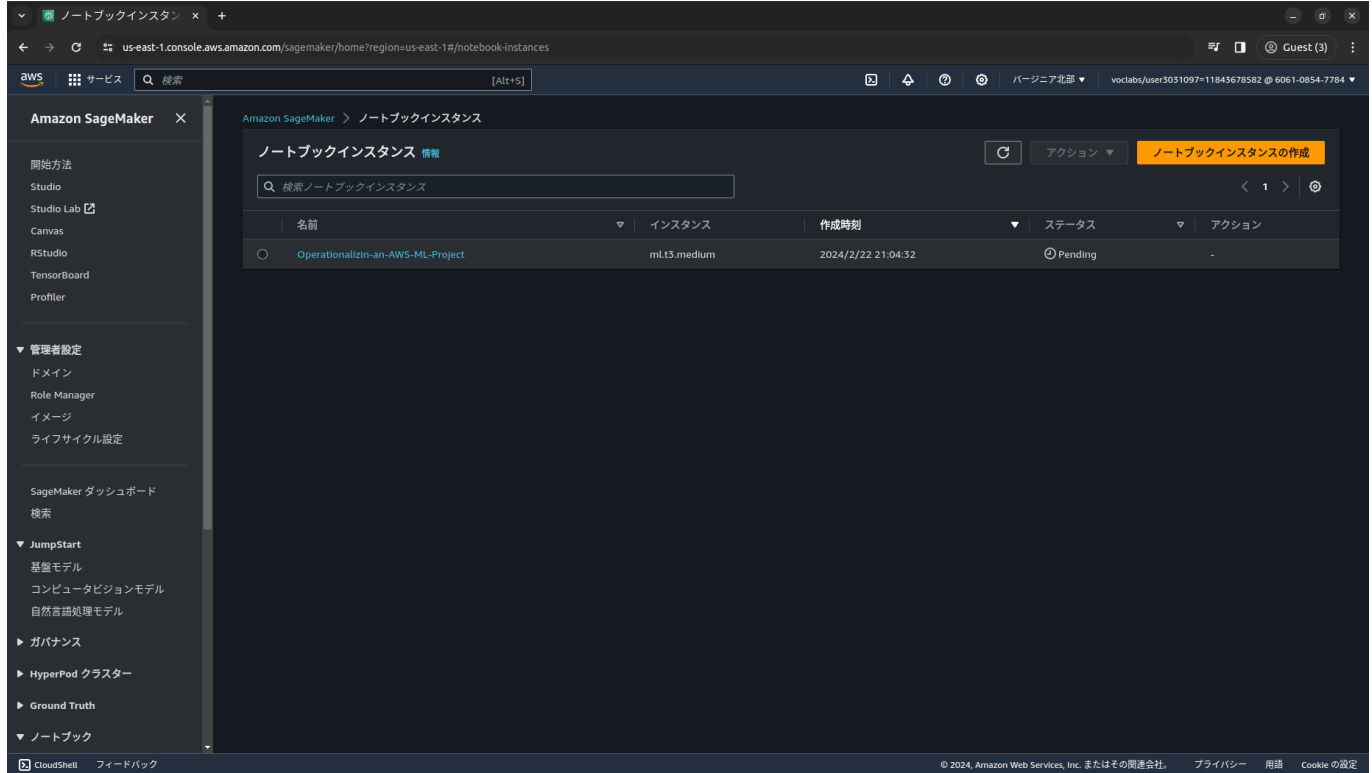 ノートブックインスタン
us-east-1.console.aws.amazon.com/sagemaker/home?region=us-east-1#/notebook-instances
Guest (3)
aws
サービス
検索
[Alt+S]
バージニア北部
voclabs/user3031097=11843678582 @ 6061-0854-7784
Amazon SageMaker
開始方法
Studio
Studio Lab
Canvas
RStudio
TensorBoard
Profiler
管理者設定
ドメイン
Role Manager
イメージ
ライフサイクル設定
SageMaker ダッシュボード
検索
JumpStart
基盤モデル
コンピュータビジョンモデル
自然言語処理モデル
ガバナンス
HyperPod クラスター
Ground Truth
ノートブック
Amazon SageMaker
ノートブックインスタンス
ノートブックインスタンス 情報
アクション
ノートブックインスタンスの作成
検索ノートブックインスタンス
1
名前
インスタンス
作成時刻
ステータス
アクション
Operationalizin-an-AWS-ML-Project
ml.t3.medium
2024/2/22 21:04:32
Pending
-
CloudShell
フィードバック
© 2024, Amazon Web Services, Inc. またはその関連会社。
プライバシー
用語
Cookie の設定